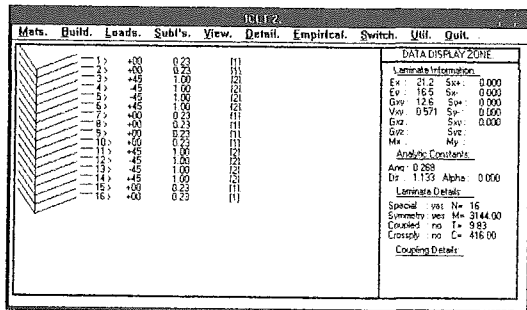 ICLT 2.
Mats. Build. Loads. Subl's. View. Detail. Empirical. Switch. Util. Quit.
1 > +00 0.23 [1]
2 > +00 0.23 [1]
3 > +45 1.00 [2]
4 > -45 1.00 [2]
5 > -45 1.00 [2]
6 > +45 1.00 [2]
7 > +00 0.23 [1]
8 > +00 0.23 [1]
9 > +00 0.23 [1]
10 > +00 0.23 [1]
11 > +45 1.00 [2]
12 > -45 1.00 [2]
13 > -45 1.00 [2]
14 > +45 1.00 [2]
15 > +00 0.23 [1]
16 > +00 0.23 [1]
DATA DISPLAY ZONE
Laminate Information
Ex : 21.2 Sx+ : 0.000
Ey : 16.5 Sx- : 0.000
Gxy : 12.6 Sy+ : 0.000
Vxy : 0.571 Sy- : 0.000
Gxz : Sxy : 0.000
Gyz : Syz :
Mx : My :
Analytic Constants:
Ang : 0.269
Ds : 1.133 Alpha : 0.000
Laminate Details:
Special : yes N= 16
Symmetry : yes M= 3144.00
Coupled : no T= 9.83
Crossply : no C= 416.00
Coupling Details: